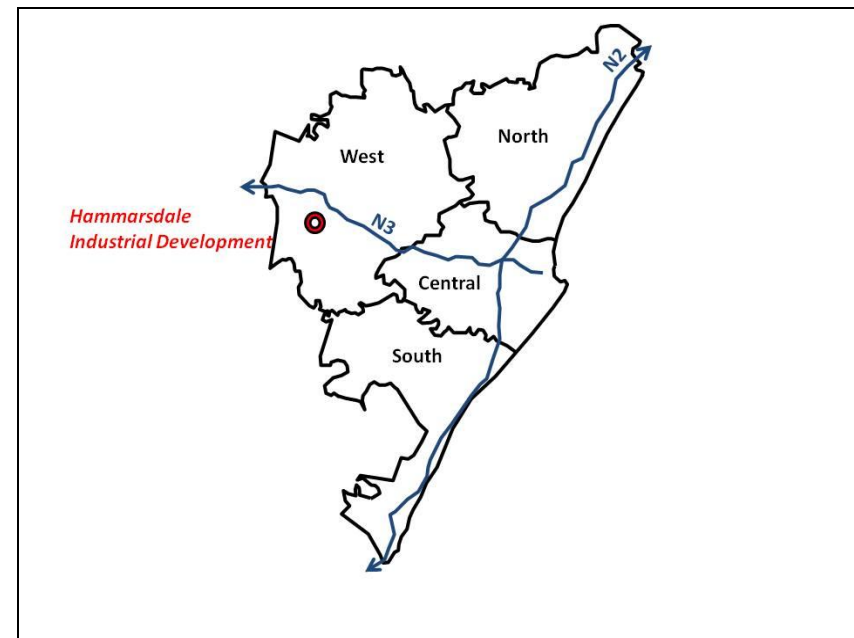 N2
North
West
Hammarsdale
Industrial Development
N3
Central
South